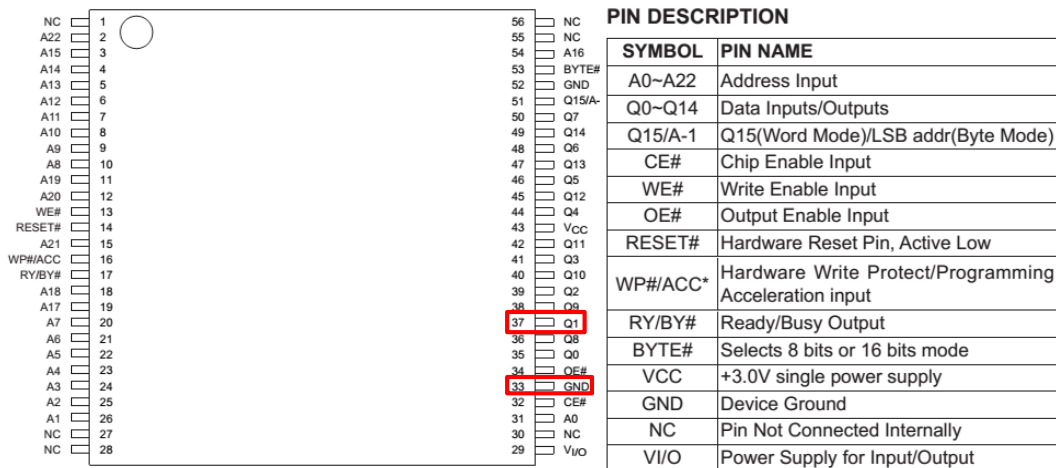 PIN DESCRIPTION
NC 1 56 NC
A22 2 55 NC
A15 3 54 A16
A14 4 53 BYTE#
A13 5 52 GND
A12 6 51 Q15/A-
A11 7 50 Q7
A10 8 49 Q14
A9 9 48 Q6
A8 10 47 Q13
A19 11 46 Q5
A20 12 45 Q12
WE# 13 44 Q4
RESET# 14 43 VCC
A21 15 42 Q11
WP#/ACC 16 41 Q3
RY/BY# 17 40 Q10
A18 18 39 Q2
A17 19 38 Q9
A7 20 37 Q1
A6 21 36 Q8
A5 22 35 Q0
A4 23 34 OE#
A3 24 33 GND
A2 25 32 CE#
A1 26 31 A0
NC 27 30 NC
NC 28 29 VI/O
SYMBOL PIN NAME
A0~A22 Address Input
Q0~Q14 Data Inputs/Outputs
Q15/A-1 Q15(Word Mode)/LSB addr(Byte Mode)
CE# Chip Enable Input
WE# Write Enable Input
OE# Output Enable Input
RESET# Hardware Reset Pin, Active Low
WP#/ACC* Hardware Write Protect/Programming
Acceleration input
RY/BY# Ready/Busy Output
BYTE# Selects 8 bits or 16 bits mode
VCC +3.0V single power supply
GND Device Ground
NC Pin Not Connected Internally
VI/O Power Supply for Input/Output